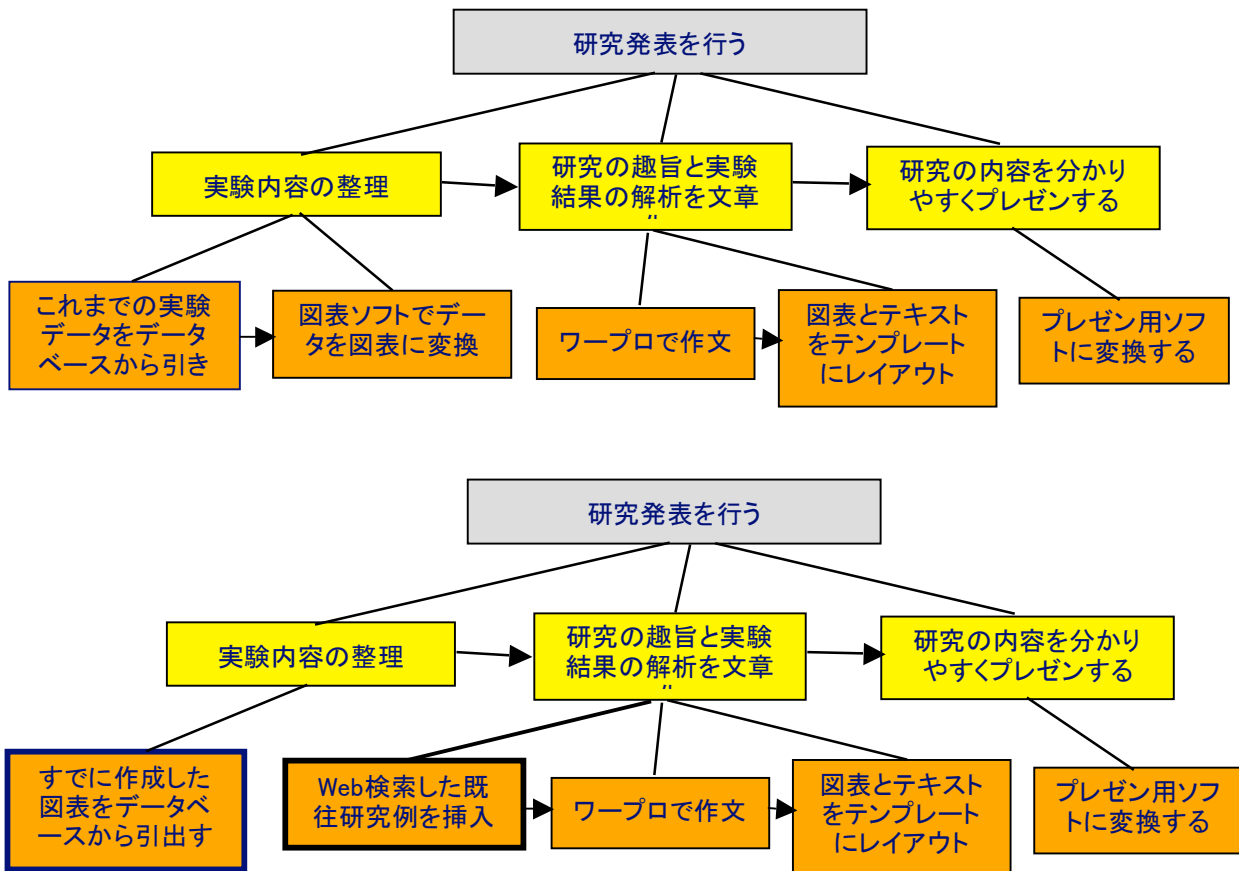 研究発表を行う
実験内容の整理
研究の趣旨と実験
結果の解析を文章
研究の内容を分かり
やすくプレゼンする
これまでの実験
データをデータ
ベースから引き
図表ソフトでデー
タを図表に変換
ワープロで作文
図表とテキスト
をテンプレート
にレイアウト
プレゼン用ソフ
トに変換する
研究発表を行う
実験内容の整理
研究の趣旨と実験
結果の解析を文章
研究の内容を分かり
やすくプレゼンする
すでに作成した
図表をデータベ
ースから引出す
Web検索した既
往研究例を挿入
ワープロで作文
図表とテキスト
をテンプレート
にレイアウト
プレゼン用ソフ
トに変換する